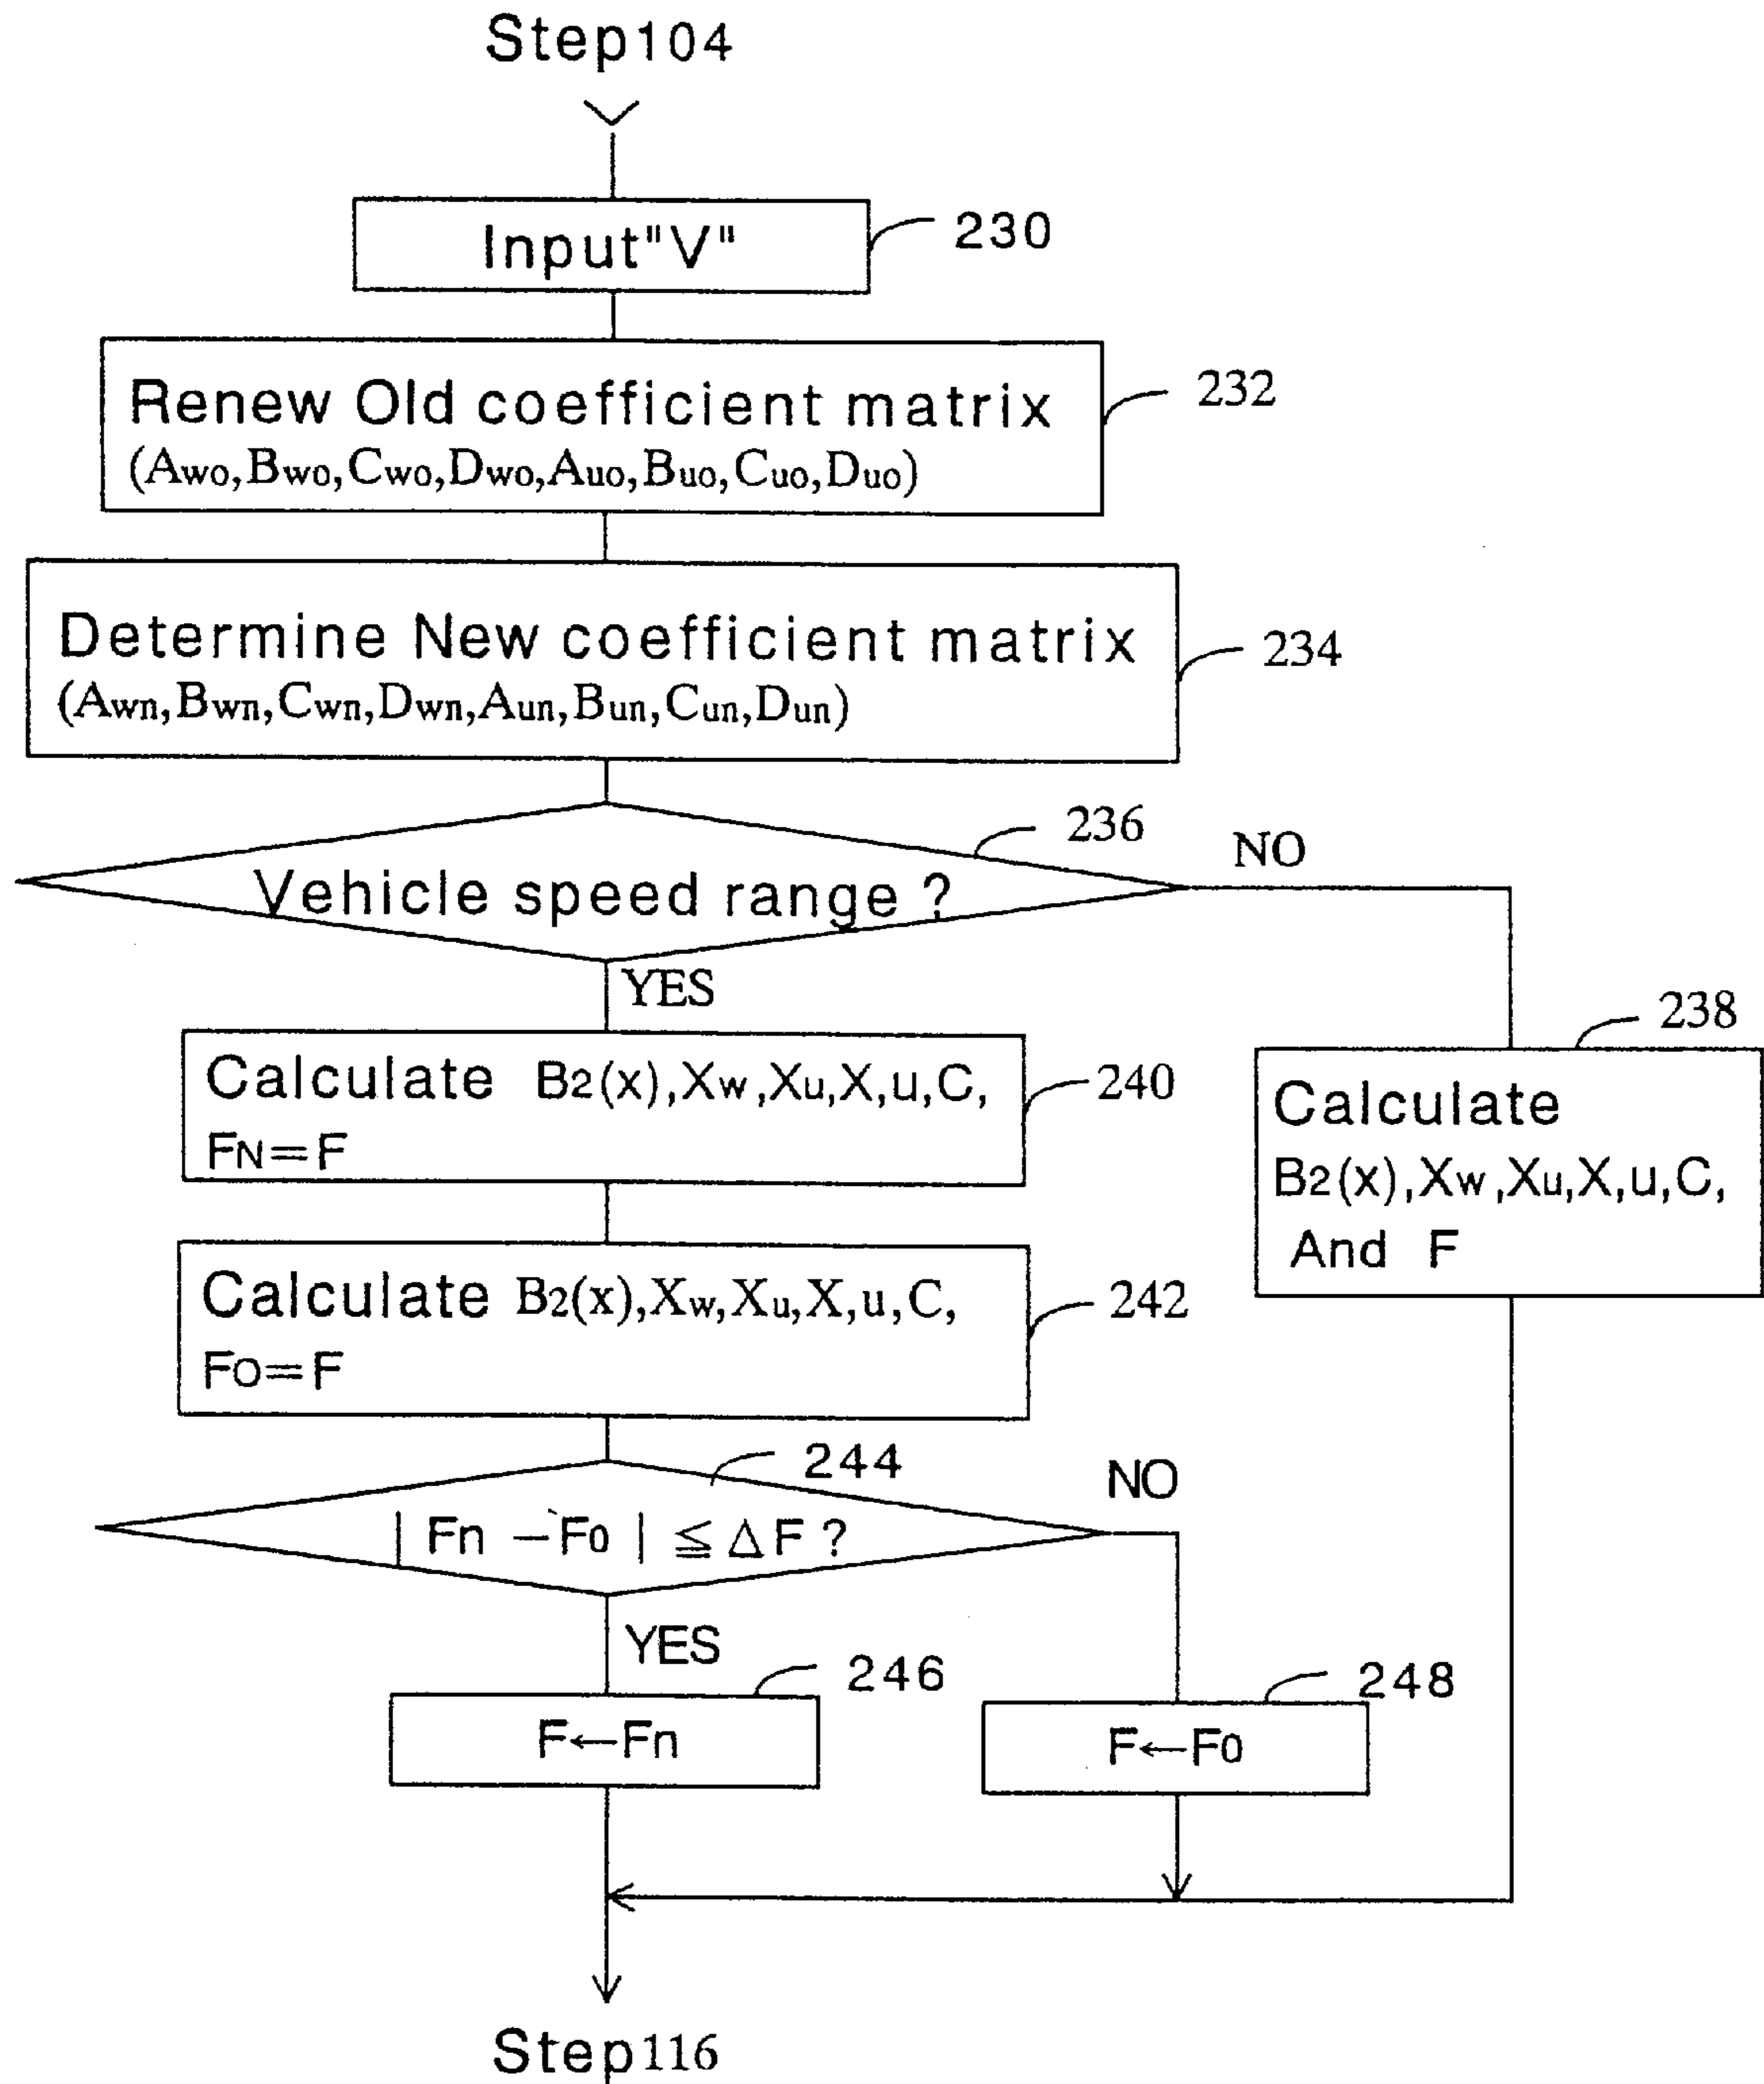 Step104
Input"V"
230
Renew Old coefficient matrix
(Awo,Bwo,Cwo,Dwo,Auo,Buo,Cuo,Duo)
232
Determine New coefficient matrix
(Awn,Bwn,Cwn,Dwn,Aun,Bun,Cun,Dun)
234
236
Vehicle speed range ?
NO
YES
238
Calculate B2(x),Xw,Xu,X,u,C,
FN=F
240
Calculate
B2(x),Xw,Xu,X,u,C,
And F
Calculate B2(x),Xw,Xu,X,u,C,
FO=F
242
244
NO
| Fn −F0 | ≦ ΔF ?
YES
246
248
F←Fn
F←F0
Step116